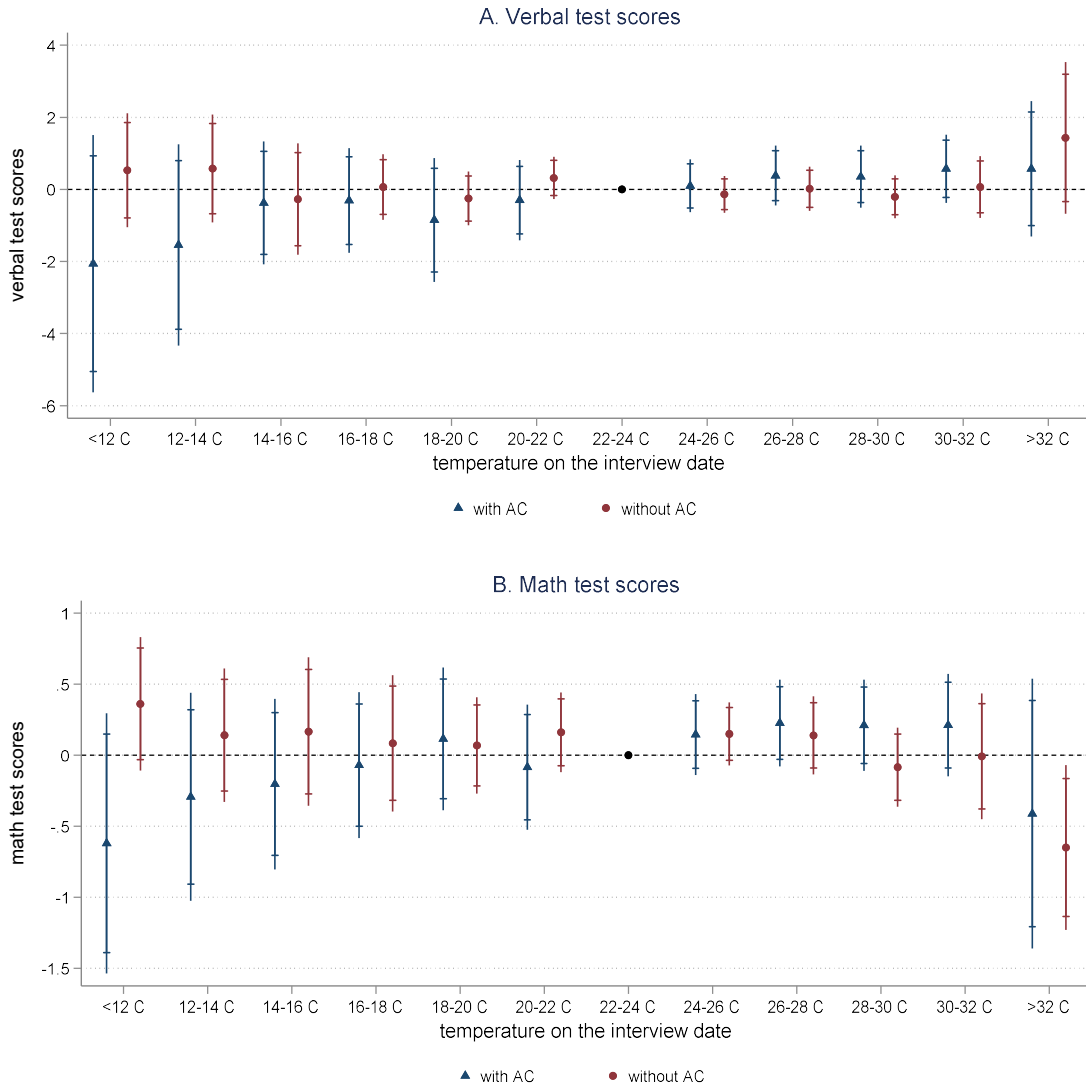 A. Verbal test scores
4
2
0
-2
-4
-6
verbal test scores
<12 C 12-14 C 14-16 C 16-18 C 18-20 C 20-22 C 22-24 C 24-26 C 26-28 C 28-30 C 30-32 C >32 C
temperature on the interview date
with AC without AC
B. Math test scores
1
.5
0
-.5
-1
-1.5
math test scores
<12 C 12-14 C 14-16 C 16-18 C 18-20 C 20-22 C 22-24 C 24-26 C 26-28 C 28-30 C 30-32 C >32 C
temperature on the interview date
with AC without AC